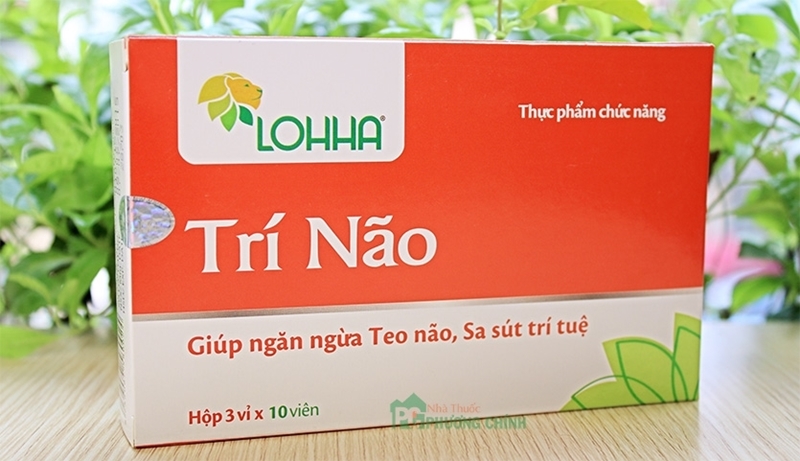 LOHHA®
Thực phẩm chức năng
Trí Não
Giúp ngăn ngừa Teo não, Sa sút trí tuệ
Hộp 3 vỉ x 10 viên
Nhà Thuốc
PHƯƠNG CHÍNH